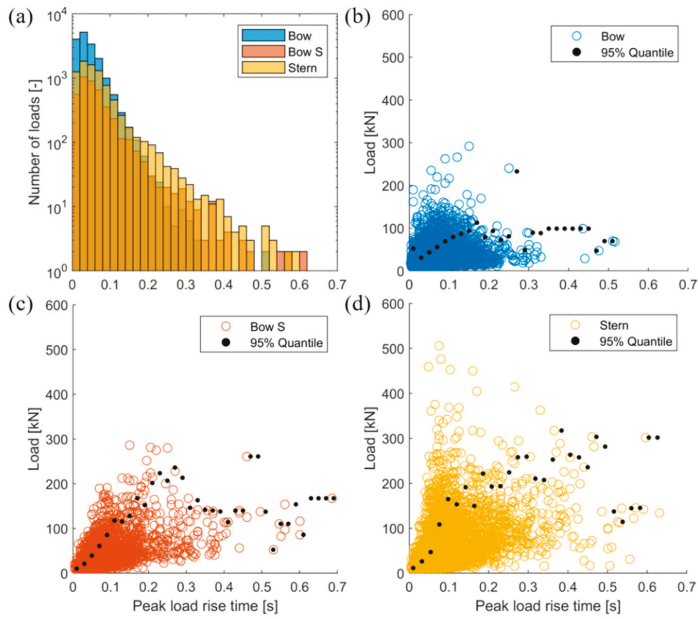 (a)
Number of loads [-]
10^4
10^3
10^2
10^1
10^0
0 0.1 0.2 0.3 0.4 0.5 0.6 0.7
Bow
Bow S
Stern
(b)
Load [kN]
600
500
400
300
200
100
0
0 0.1 0.2 0.3 0.4 0.5 0.6 0.7
Bow
95% Quantile
(c)
Load [kN]
600
500
400
300
200
100
0
0 0.1 0.2 0.3 0.4 0.5 0.6 0.7
Peak load rise time [s]
Bow S
95% Quantile
(d)
Load [kN]
600
500
400
300
200
100
0
0 0.1 0.2 0.3 0.4 0.5 0.6 0.7
Peak load rise time [s]
Stern
95% Quantile